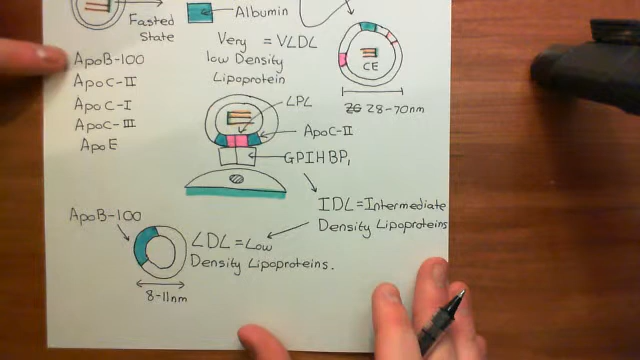 Fasted
State
Albumin
Very = VLDL
low Density
Lipoprotein
CE
28-70nm
ApoB-100
ApoC-II
ApoC-I
ApoC-III
ApoE
LPL
ApoC-II
GPIHBP1
IDL=Intermediate
Density Lipoproteins
ApoB-100
LDL=Low
Density Lipoproteins.
8-11nm